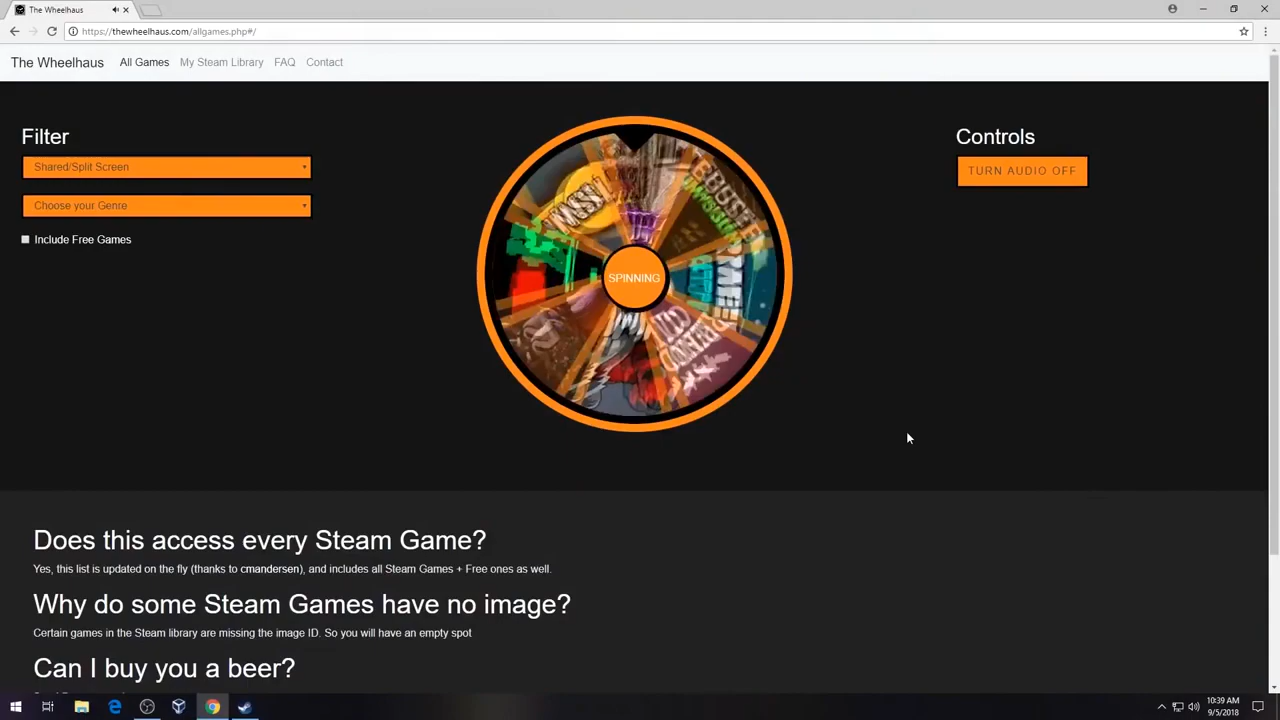 The Wheelhaus
https://thewheelhaus.com/allgames.php#/
The Wheelhaus
All Games
My Steam Library
FAQ
Contact
Filter
Shared/Split Screen
Choose your Genre
Include Free Games
SPINNING
Controls
TURN AUDIO OFF
Does this access every Steam Game?
Yes, this list is updated on the fly (thanks to cmandersen), and includes all Steam Games + Free ones as well.
Why do some Steam Games have no image?
Certain games in the Steam library are missing the image ID. So you will have an empty spot
Can I buy you a beer?
10:39 AM
9/5/2018